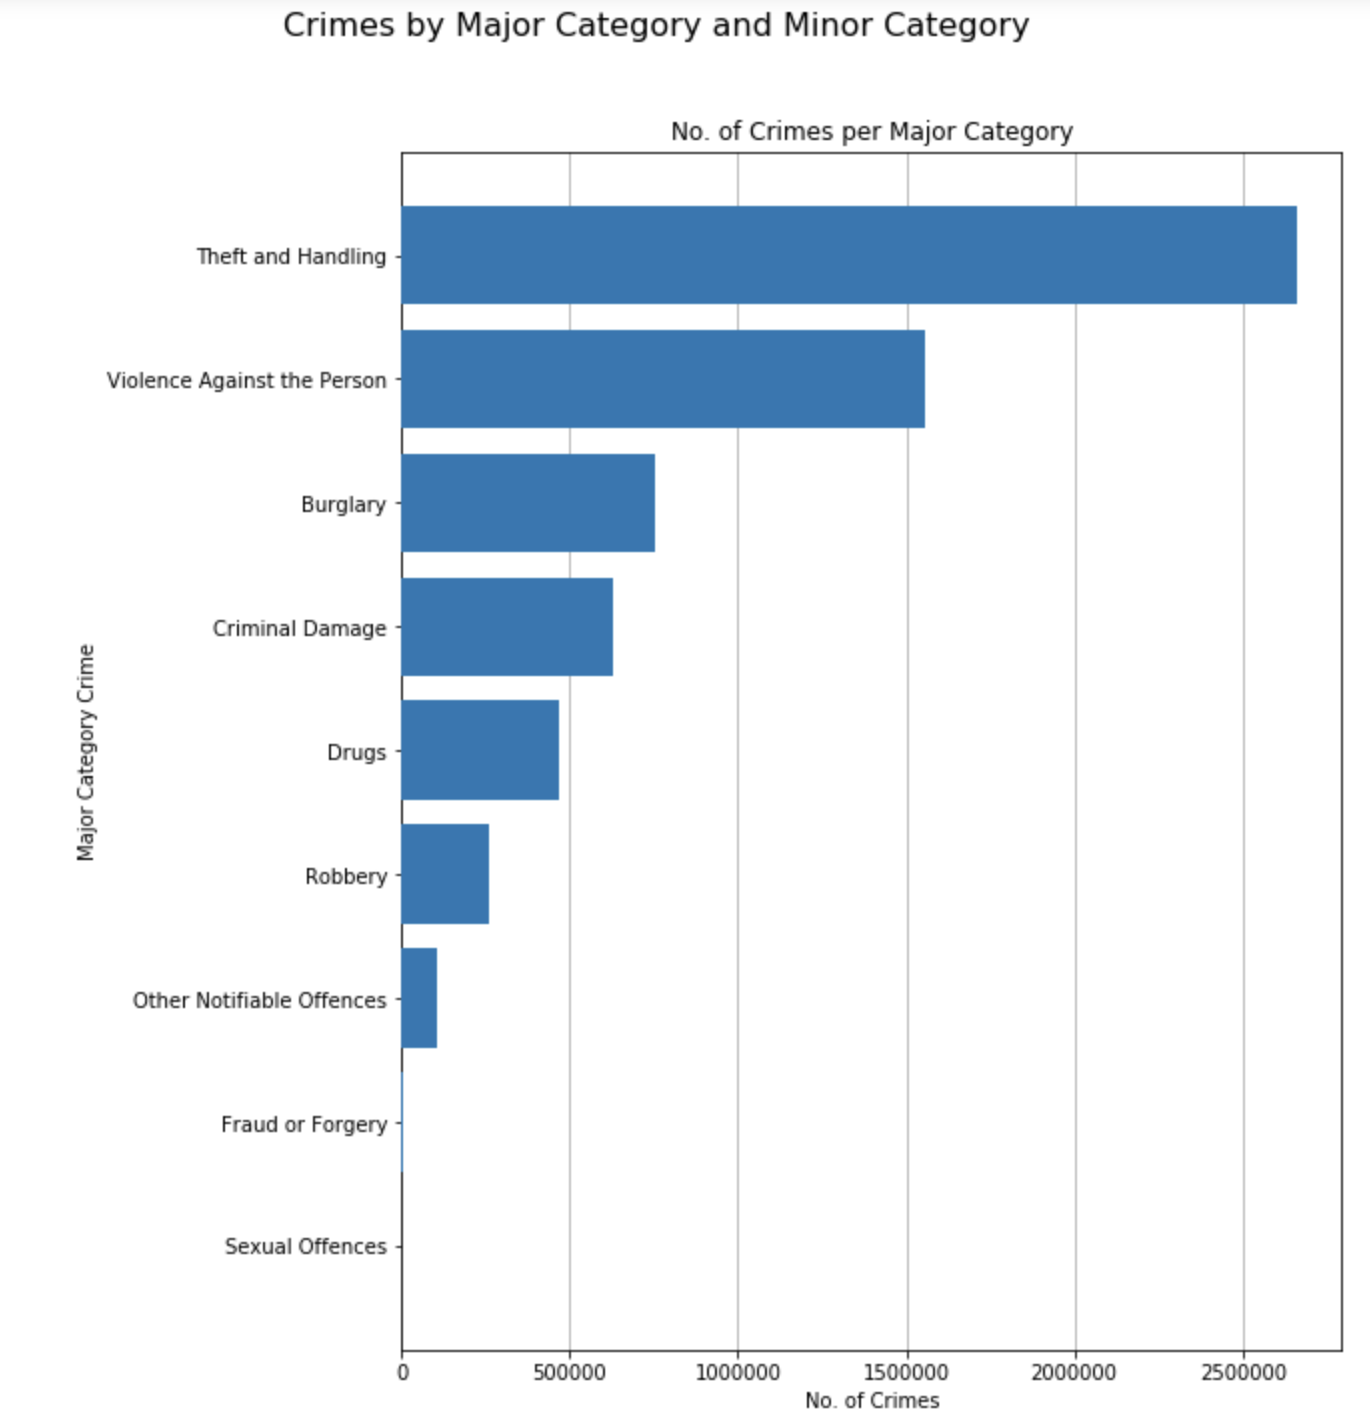 Crimes by Major Category and Minor Category
No. of Crimes per Major Category
Theft and Handling
Violence Against the Person
Burglary
Criminal Damage
Drugs
Robbery
Other Notifiable Offences
Fraud or Forgery
Sexual Offences
Major Category Crime
0 500000 1000000 1500000 2000000 2500000
No. of Crimes